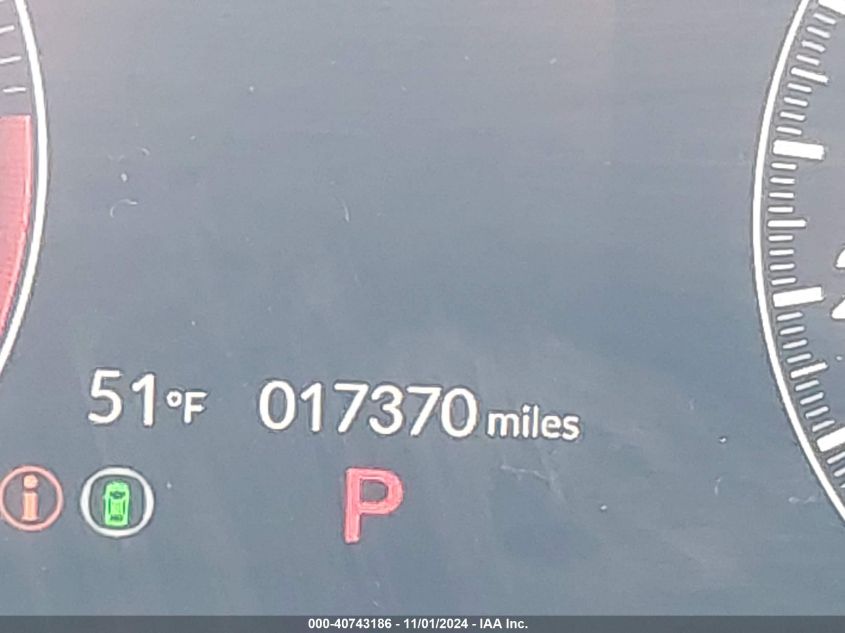 51°F 017370 miles
i P
000-40743186 - 11/01/2024 - IAA Inc.